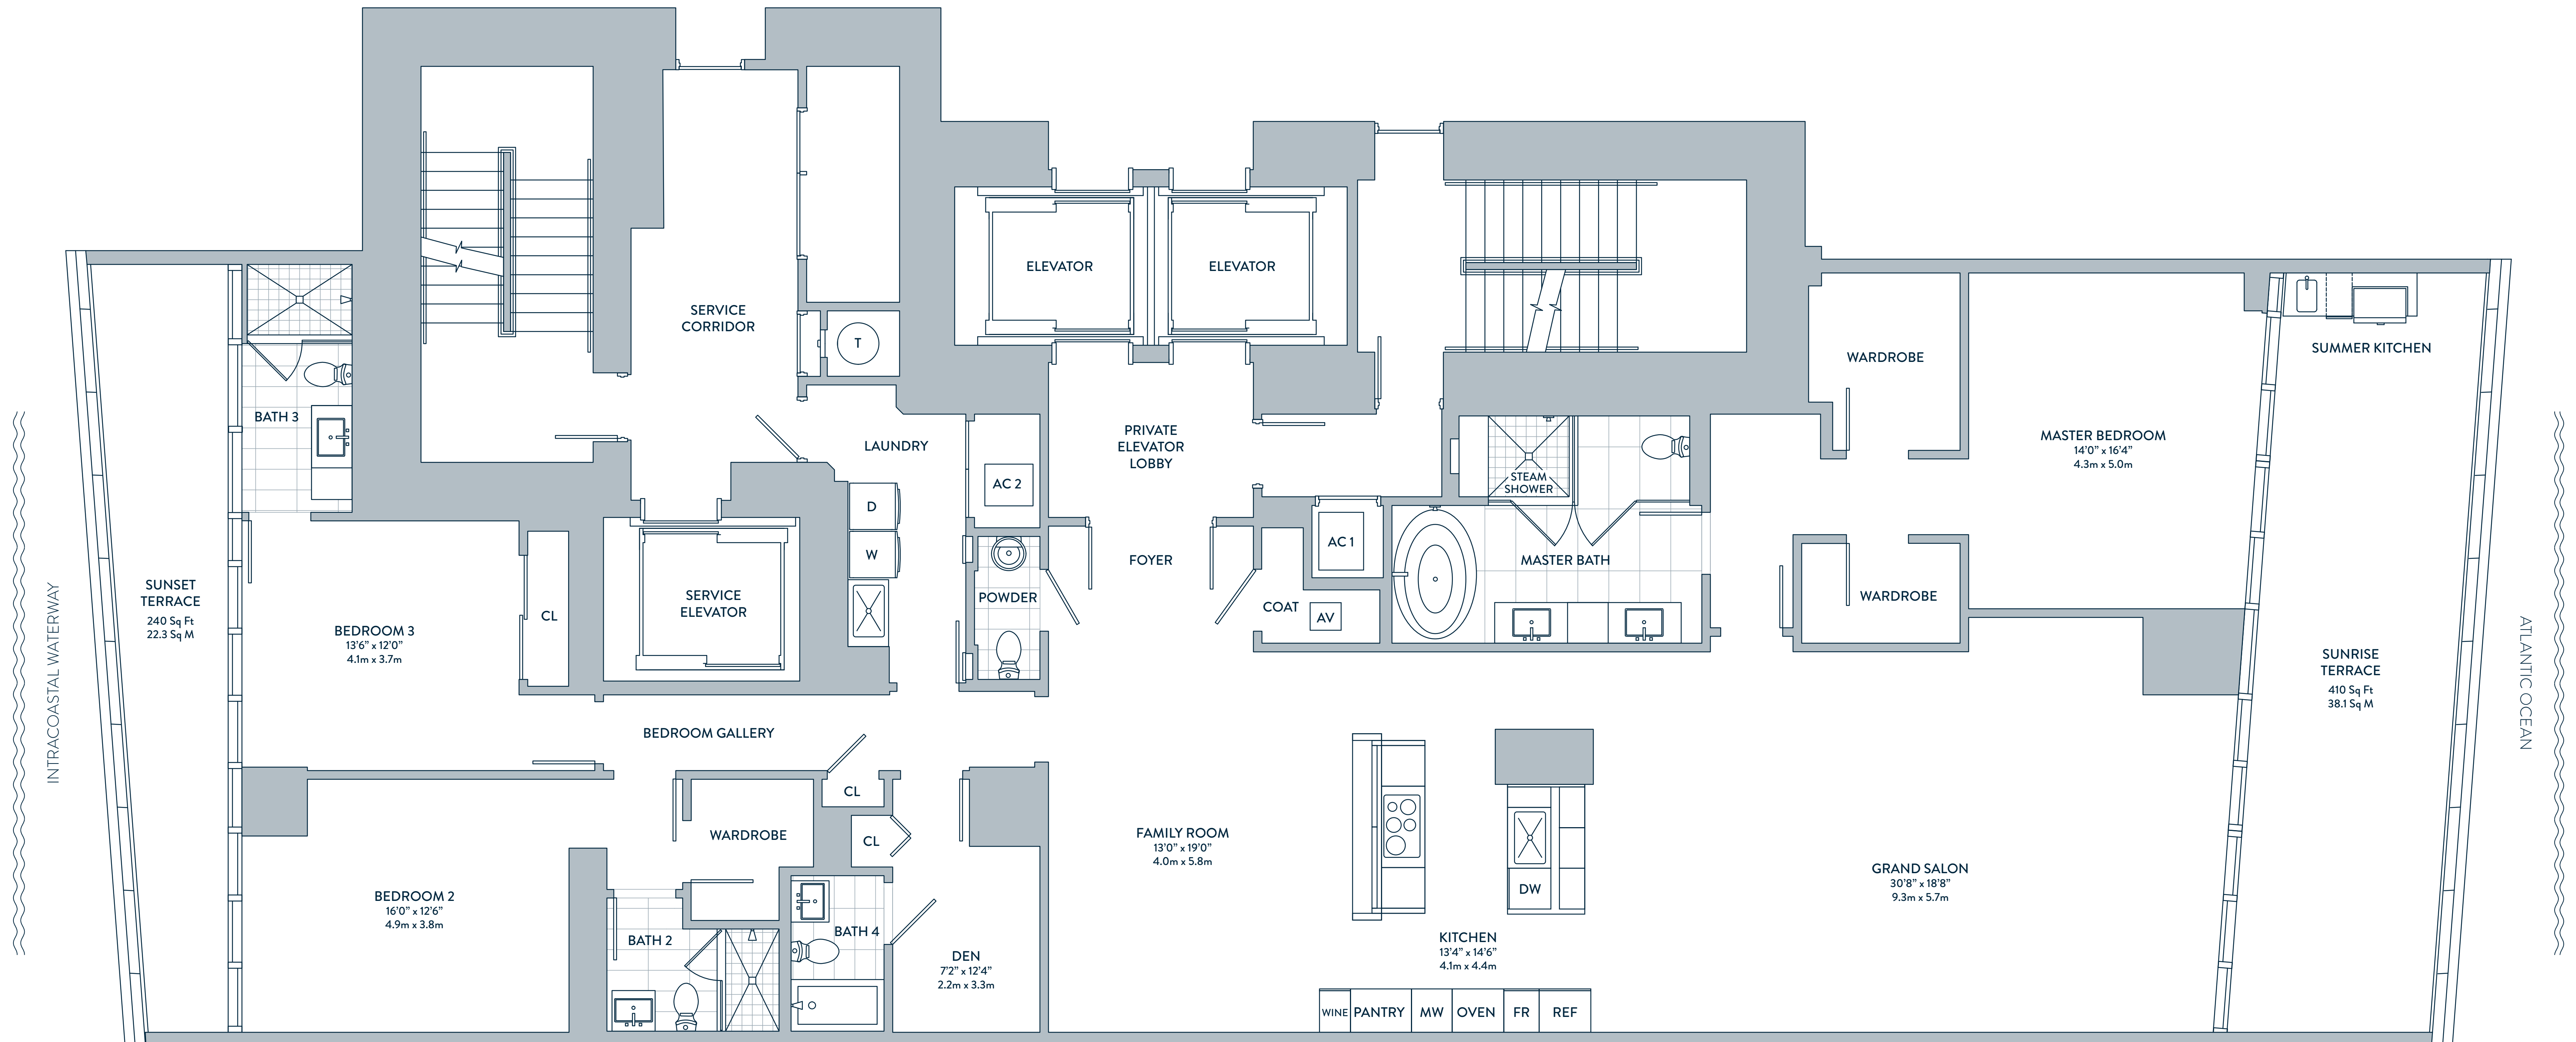 INTRACOASTAL WATERWAY
SUNSET
TERRACE
240 Sq Ft
22.3 Sq M
BATH 3
BEDROOM 3
13'6” x 12'0”
4.1m x 3.7m
CL
BEDROOM 2
16'0” x 12'6”
4.9m x 3.8m
SERVICE
CORRIDOR
T
LAUNDRY
D
W
SERVICE
ELEVATOR
BEDROOM GALLERY
CL
CL
WARDROBE
BATH 2
BATH 4
DEN
7'2” x 12'4”
2.2m x 3.3m
ELEVATOR
ELEVATOR
PRIVATE
ELEVATOR
LOBBY
AC 2
POWDER
FOYER
COAT
AV
AC 1
STEAM
SHOWER
MASTER BATH
FAMILY ROOM
13'0” x 19'0”
4.0m x 5.8m
DW
KITCHEN
13'4” x 14'6”
4.1m x 4.4m
WINE
PANTRY
MW
OVEN
FR
REF
WARDROBE
WARDROBE
MASTER BEDROOM
14'0” x 16'4”
4.3m x 5.0m
GRAND SALON
30'8” x 18'8”
9.3m x 5.7m
SUMMER KITCHEN
SUNRISE
TERRACE
410 Sq Ft
38.1 Sq M
ATLANTIC OCEAN